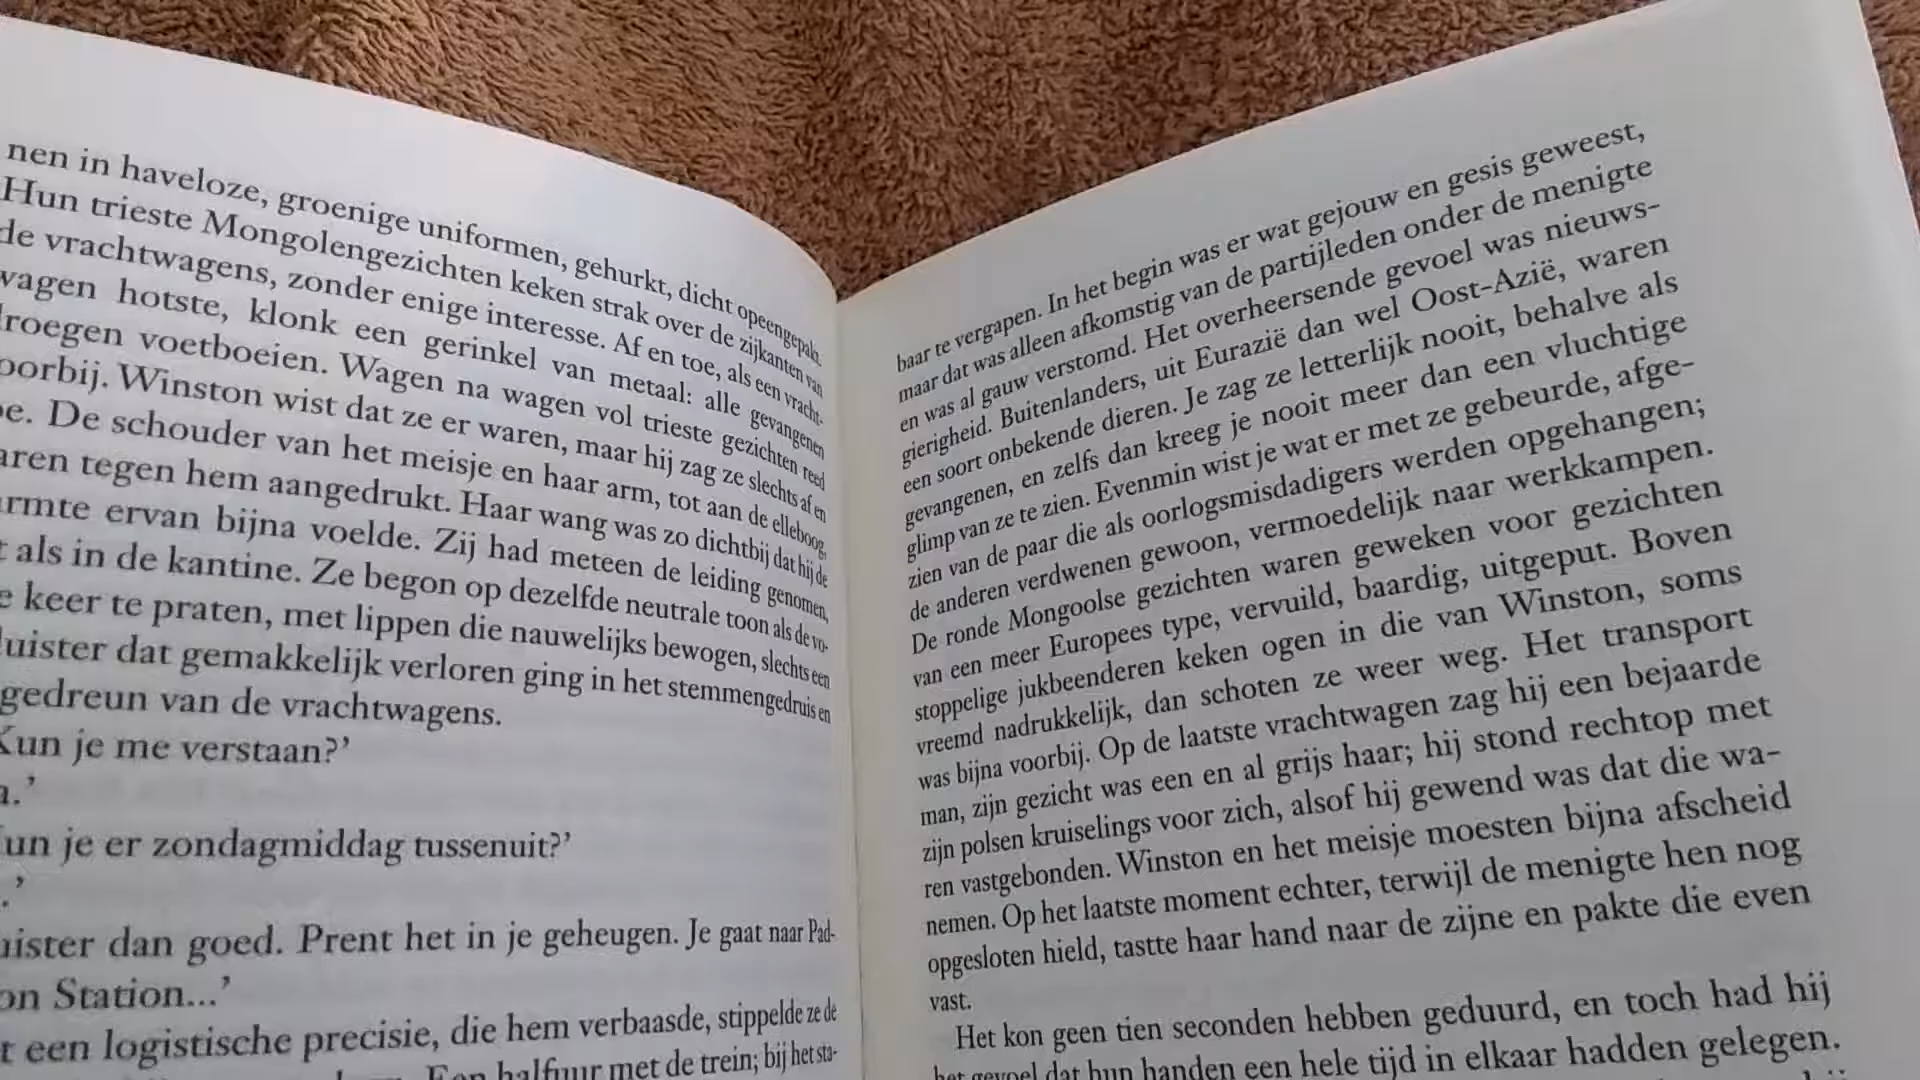 nen in haveloze, groenige uniformen, gehurkt, dicht opeengepakt.
Hun trieste Mongolengezichten keken strak over de zijkanten van
de vrachtwagens, zonder enige interesse. Af en toe, als een vracht-
wagen hotste, klonk een gerinkel van metaal: alle gevangenen
droegen voetboeien. Wagen na wagen vol trieste gezichten reed
voorbij. Winston wist dat ze er waren, maar hij zag ze slechts af en
De schouder van het meisje en haar arm, tot aan de elleboog,
waren tegen hem aangedrukt. Haar wang was zo dichtbij dat hij de
ervan bijna voelde. Zij had meteen de leiding genomen,
als in de kantine. Ze begon op dezelfde neutrale toon als de vo-
keer te praten, met lippen die nauwelijks bewogen, slechts een
dat gemakkelijk verloren ging in het stemmengedruis en
gedreun van de vrachtwagens.
Kun je me verstaan?’
Kun je er zondagmiddag tussenuit?’
dan goed. Prent het in je geheugen. Je gaat naar Pad-
Station...’
een logistische precisie, die hem verbaasde, stippelde ze de
Een halfuur met de trein; bij het sta-
baar te vergapen. In het begin was er wat gejouw en gesis geweest,
maar dat was alleen afkomstig van de partijleden onder de menigte
en was al gauw verstomd. Het overheersende gevoel was nieuws-
gierigheid. Buitenlanders, uit Eurazië dan wel Oost-Azië, waren
een soort onbekende dieren. Je zag ze letterlijk nooit, behalve als
gevangenen, en zelfs dan kreeg je nooit meer dan een vluchtige
glimp van ze te zien. Evenmin wist je wat er met ze gebeurde, afge-
zien van de paar die als oorlogsmisdadigers werden opgehangen;
de anderen verdwenen gewoon, vermoedelijk naar werkkampen.
De ronde Mongoolse gezichten waren geweken voor gezichten
van een meer Europees type, vervuild, baardig, uitgeput. Boven
stoppelige jukbeenderen keken ogen in die van Winston, soms
vreemd nadrukkelijk, dan schoten ze weer weg. Het transport
was bijna voorbij. Op de laatste vrachtwagen zag hij een bejaarde
man, zijn gezicht was een en al grijs haar; hij stond rechtop met
zijn polsen kruiselings voor zich, alsof hij gewend was dat die wa-
ren vastgebonden. Winston en het meisje moesten bijna afscheid
nemen. Op het laatste moment echter, terwijl de menigte hen nog
opgesloten hield, tastte haar hand naar de zijne en pakte die even
vast.
Het kon geen tien seconden hebben geduurd, en toch had hij
het gevoel dat hun handen een hele tijd in elkaar hadden gelegen.